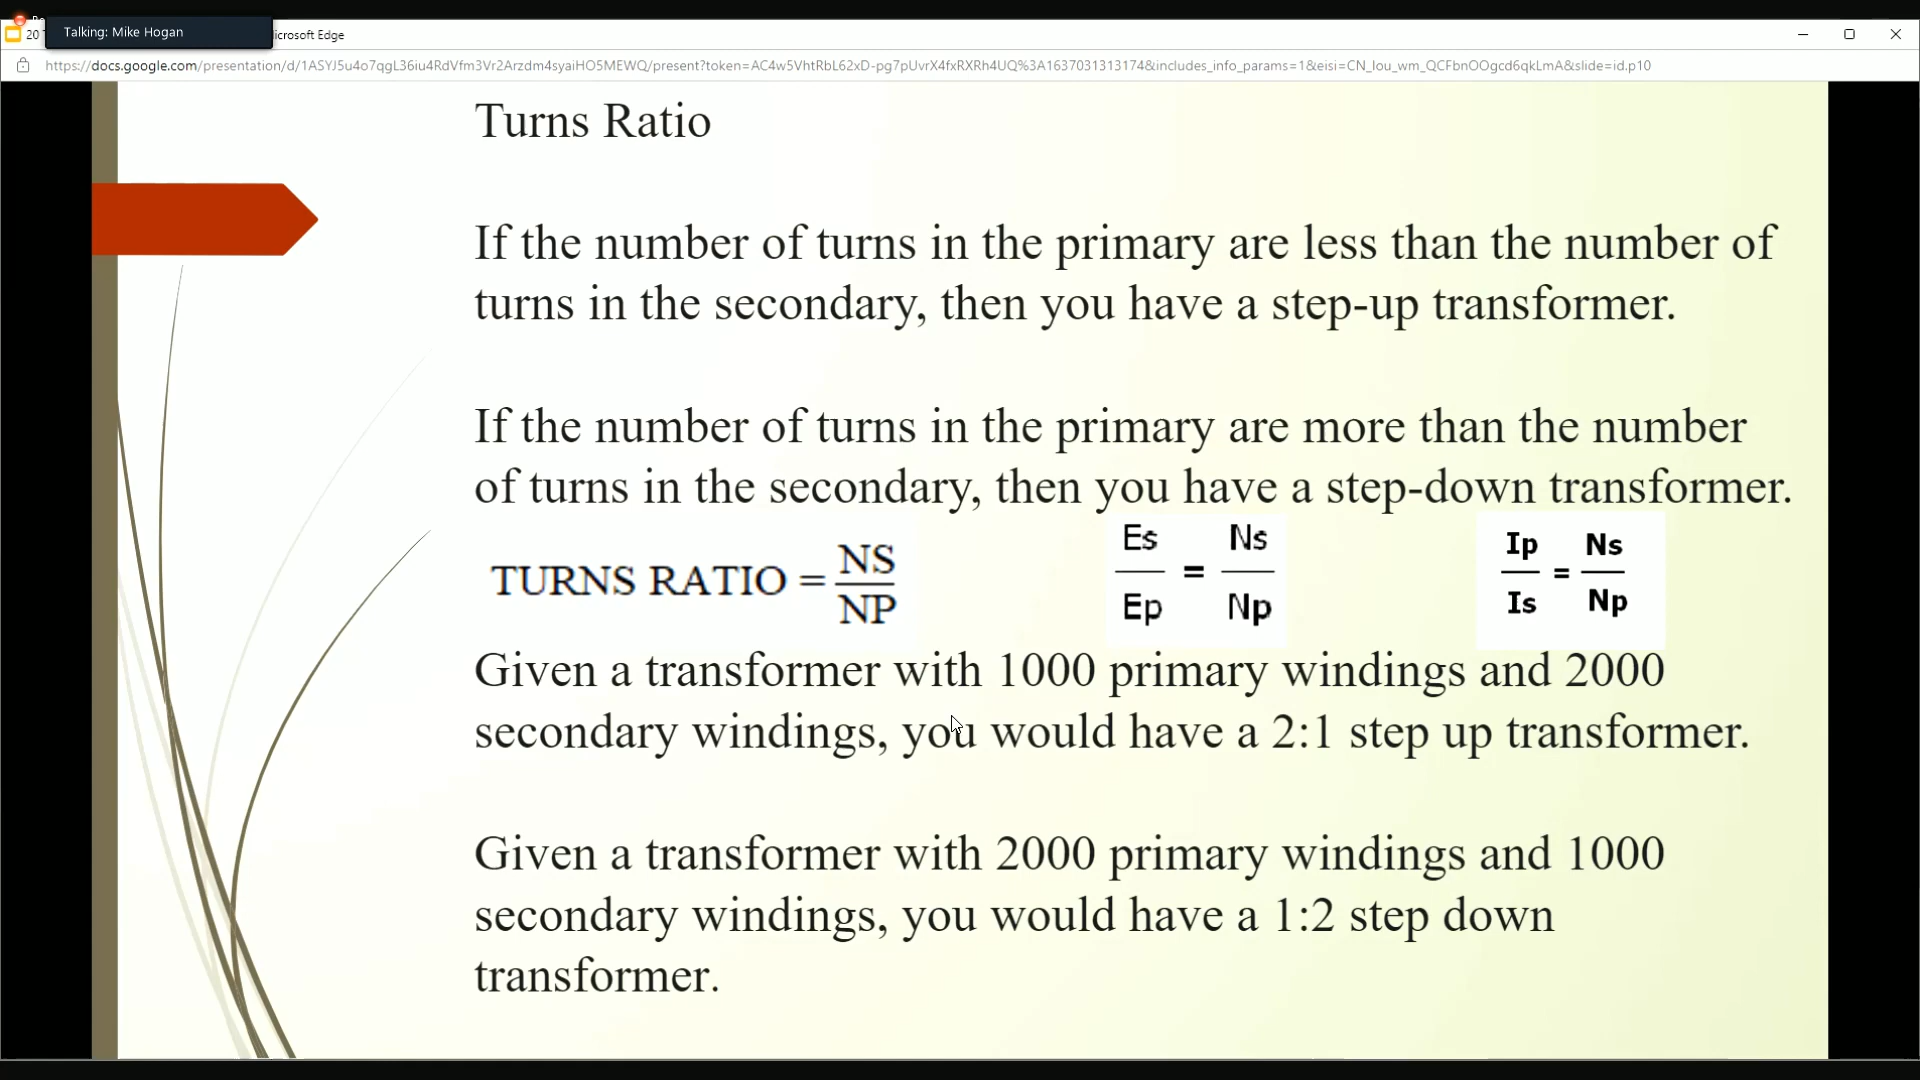 Talking: Mike Hogan
20
icrosoft Edge
https://docs.google.com/presentation/d/1ASYJ5u4o7qgL36iu4RdVfm3Vr2Arzdm4syaiHO5MEWQ/present?token=AC4w5VhtRbL62xD-pg7pUvrX4fxRXRh4UQ%3A1637031313174&includes_info_params=1&eisi=CN_lou_wm_QCFbnOOgcd6qkLmA&slide=id.p10
Turns Ratio
If the number of turns in the primary are less than the number of
turns in the secondary, then you have a step-up transformer.
If the number of turns in the primary are more than the number
of turns in the secondary, then you have a step-down transformer.
TURNS RATIO = NS/NP
Es/Ep = Ns/Np
Ip/Is = Ns/Np
Given a transformer with 1000 primary windings and 2000
secondary windings, you would have a 2:1 step up transformer.
Given a transformer with 2000 primary windings and 1000
secondary windings, you would have a 1:2 step down
transformer.